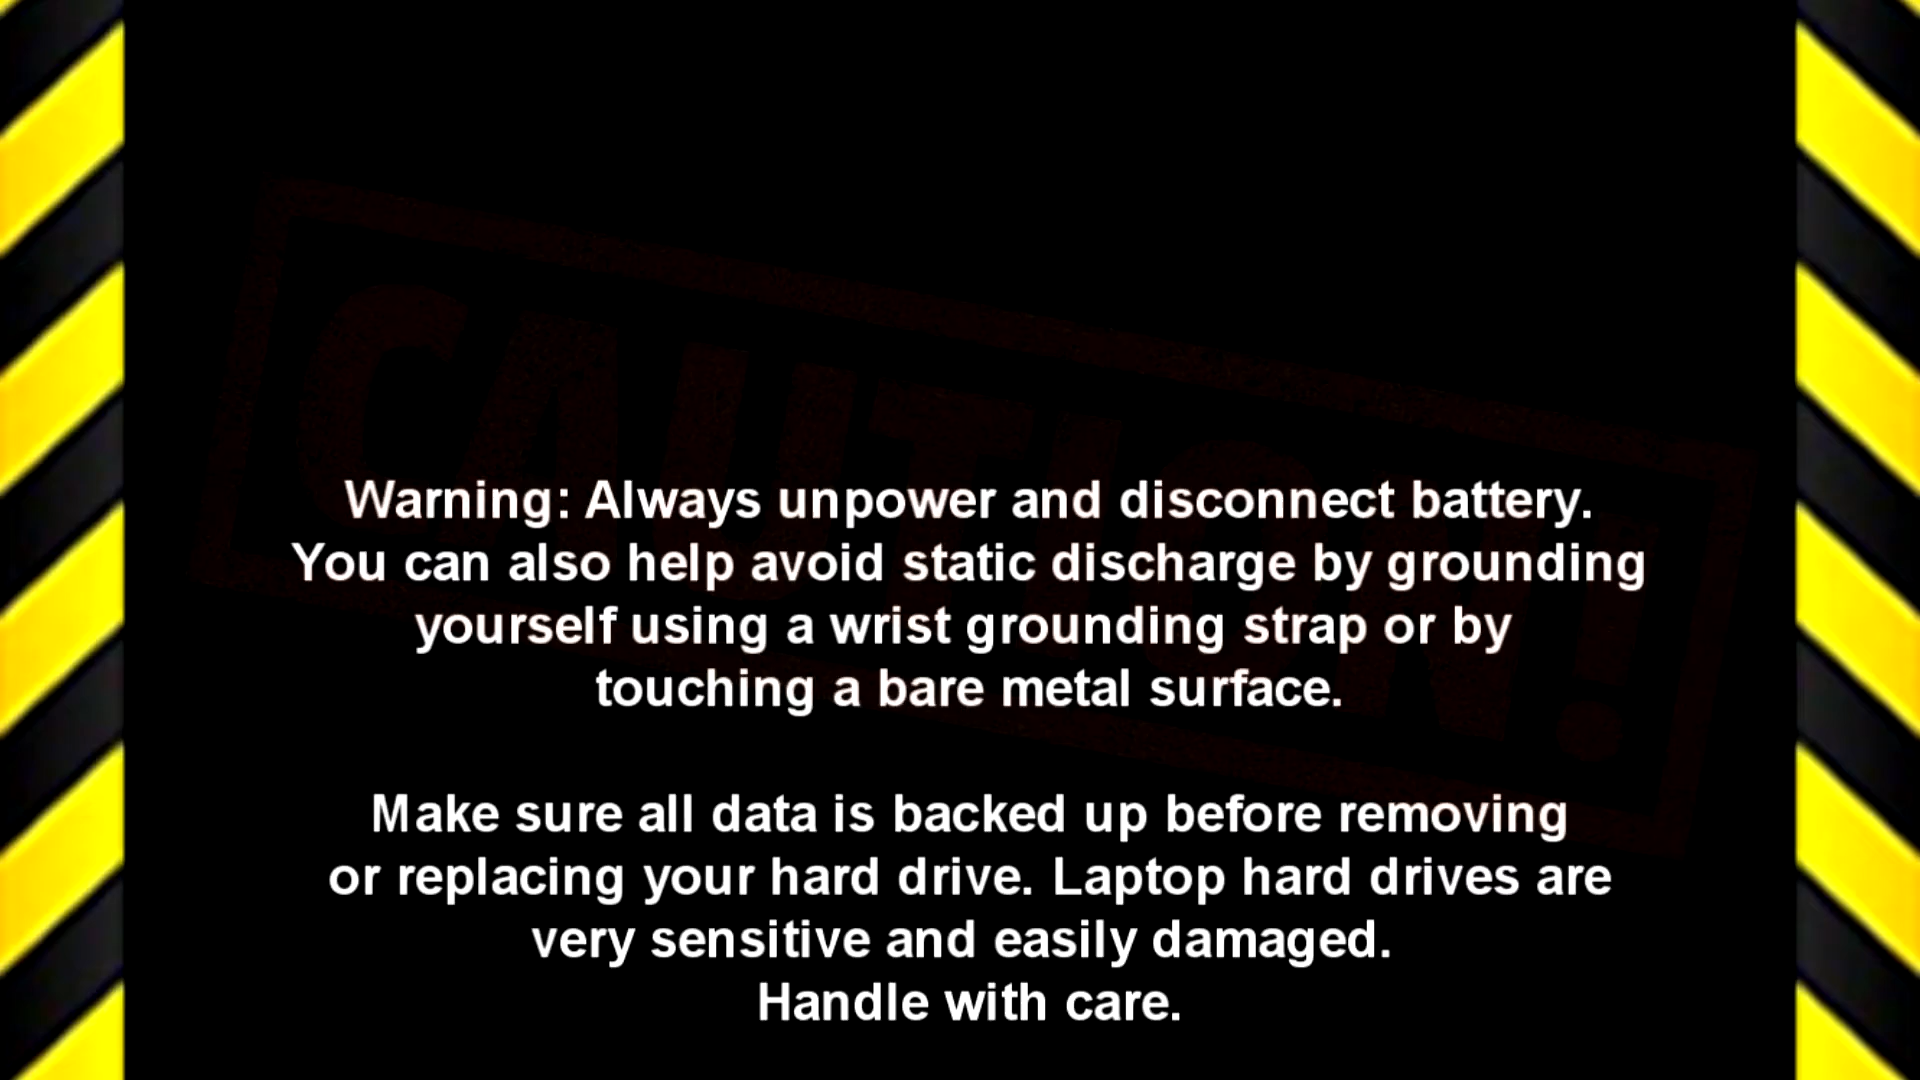 CAUTION!
Warning: Always unpower and disconnect battery.
You can also help avoid static discharge by grounding
yourself using a wrist grounding strap or by
touching a bare metal surface.
Make sure all data is backed up before removing
or replacing your hard drive. Laptop hard drives are
very sensitive and easily damaged.
Handle with care.